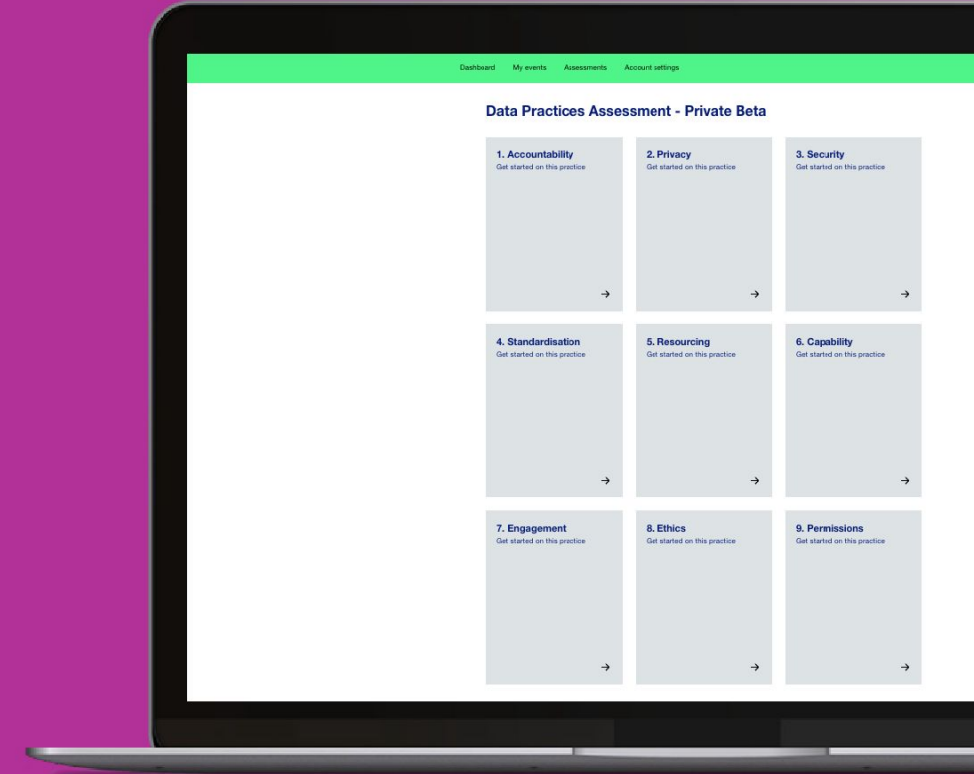 Dashboard My events Assessments Account settings
Data Practices Assessment - Private Beta
1. Accountability
Get started on this practice
2. Privacy
Get started on this practice
3. Security
Get started on this practice
4. Standardisation
Get started on this practice
5. Resourcing
Get started on this practice
6. Capability
Get started on this practice
7. Engagement
Get started on this practice
8. Ethics
Get started on this practice
9. Permissions
Get started on this practice